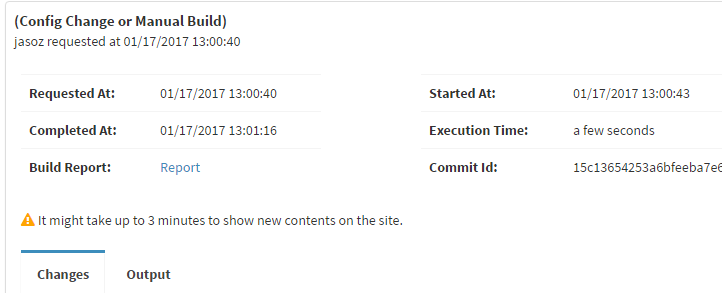 (Config Change or Manual Build)
jasoz requested at 01/17/2017 13:00:40
Requested At: 01/17/2017 13:00:40 Started At: 01/17/2017 13:00:43
Completed At: 01/17/2017 13:01:16 Execution Time: a few seconds
Build Report: Report Commit Id: 15c13654253a6bfeeba7e6
It might take up to 3 minutes to show new contents on the site.
Changes Output